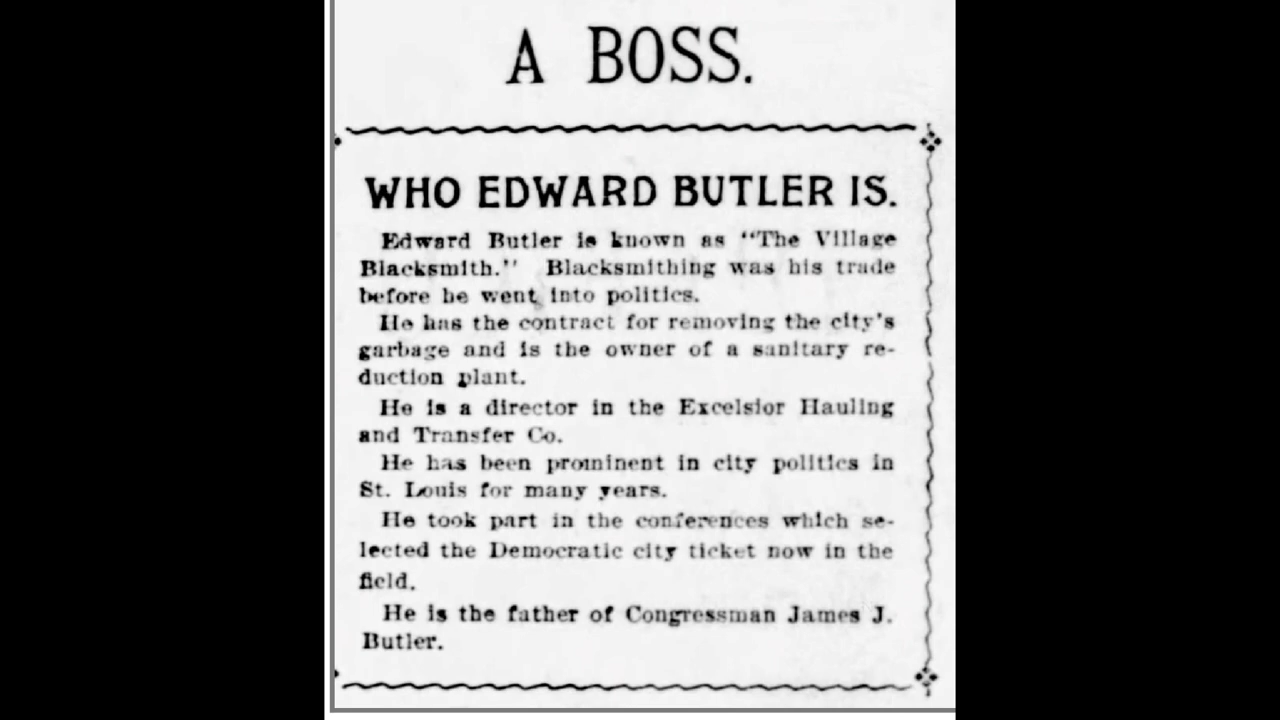 A BOSS.
WHO EDWARD BUTLER IS.
Edward Butler is known as "The Village
Blacksmith." Blacksmithing was his trade
before he went into politics.
He has the contract for removing the city's
garbage and is the owner of a sanitary re-
duction plant.
He is a director in the Excelsior Hauling
and Transfer Co.
He has been prominent in city politics in
St. Louis for many years.
He took part in the conferences which se-
lected the Democratic city ticket now in the
field.
He is the father of Congressman James J.
Butler.